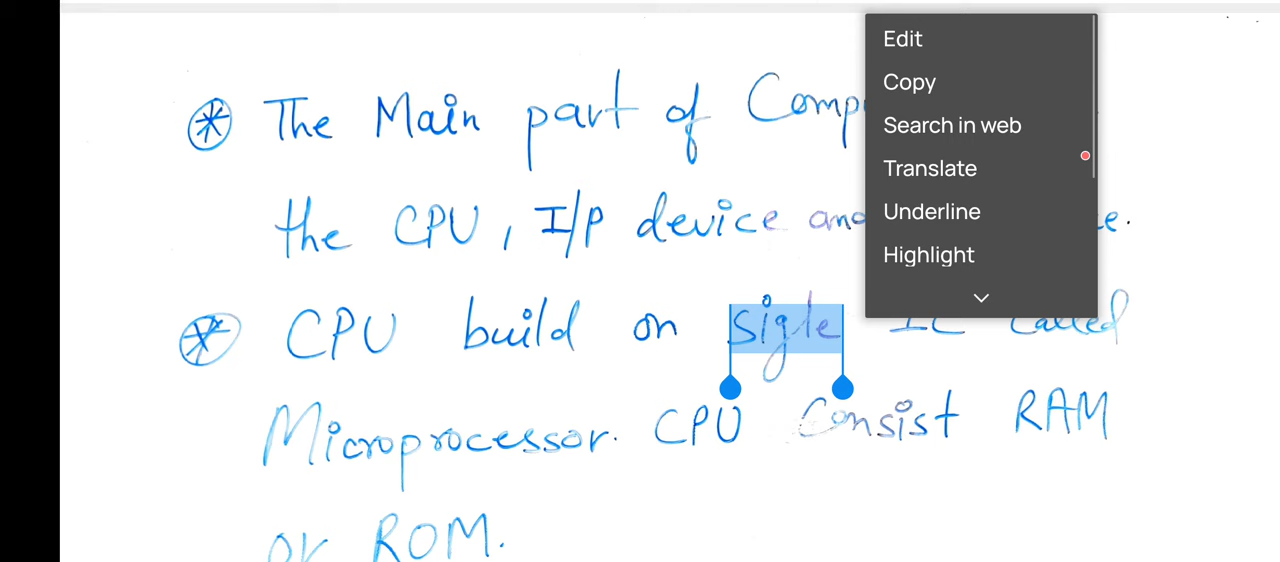 Edit
Copy
Search in web
Translate
Underline
Highlight
The Main part of Comp
the CPU, I/P device and e.
CPU build on sigle IC Called
Microprocessor. CPU Consist RAM
or ROM.